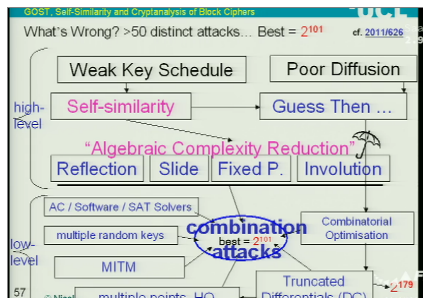 GOST, Self-Similarity and Cryptanalysis of Block Ciphers
What's Wrong? >50 distinct attacks... Best = 2^101 cf. 2011/626
Weak Key Schedule
Poor Diffusion
high-level
Self-similarity
Guess Then ...
"Algebraic Complexity Reduction"
Reflection
Slide
Fixed P.
Involution
low-level
AC / Software / SAT Solvers
multiple random keys
MITM
combination
best = 2^101
attacks
Combinatorial
Optimisation
Truncated
Differentials (DC)
2^179
57
multiple points, HO